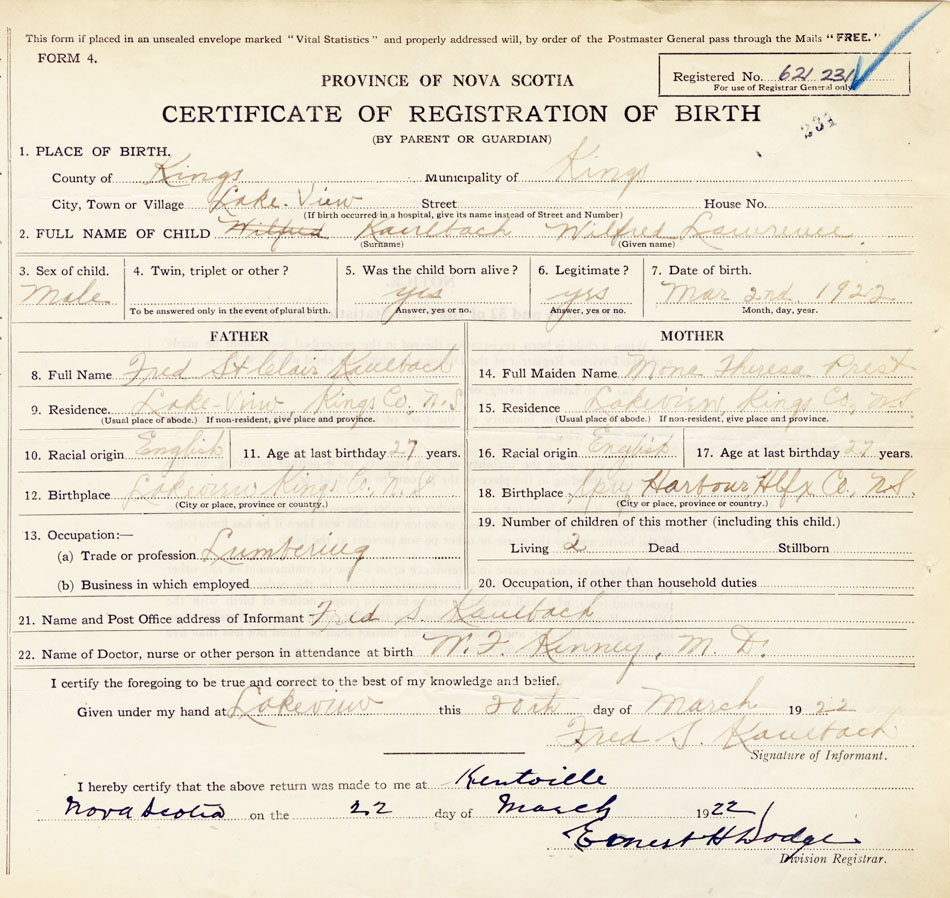 This form if placed in an unsealed envelope marked "Vital Statistics" and properly addressed will, by order of the Postmaster General pass through the Mails "FREE."
FORM 4.
PROVINCE OF NOVA SCOTIA
Registered No. 621 231
For use of Registrar General only
CERTIFICATE OF REGISTRATION OF BIRTH
231
(BY PARENT OR GUARDIAN)
1. PLACE OF BIRTH.
County of Kings Municipality of Kings
City, Town or Village Lake-View Street House No.
(If birth occurred in a hospital, give its name instead of Street and Number)
2. FULL NAME OF CHILD Wilfred Kaulbach Wilfred Lawrence
(Surname) (Given name)
3. Sex of child. 4. Twin, triplet or other? 5. Was the child born alive? 6. Legitimate? 7. Date of birth.
Male yes yes Mar 2nd. 1922
To be answered only in the event of plural birth. Answer, yes or no. Answer, yes or no. Month, day, year.
FATHER MOTHER
8. Full Name Fred St Clair Kaulbach 14. Full Maiden Name Mona Theresa Prest
9. Residence. Lake-View, Kings Co, N.S 15. Residence Lakeview, Kings Co, N.S
(Usual place of abode.) If non-resident, give place and province. (Usual place of abode.) If non-resident, give place and province.
10. Racial origin English 11. Age at last birthday 27 years. 16. Racial origin English 17. Age at last birthday years.
12. Birthplace Lakeview Kings Co. N.S 18. Birthplace Harbour Hlfx Co, N.S.
(City or place, province or country.) (City or place, province or country.)
13. Occupation:— 19. Number of children of this mother (including this child.)
(a) Trade or profession Lumbering Living 2 Dead Stillborn
(b) Business in which employed 20. Occupation, if other than household duties
21. Name and Post Office address of Informant Fred S. Kaulbach
22. Name of Doctor, nurse or other person in attendance at birth W. F. Kenney, M. D.
I certify the foregoing to be true and correct to the best of my knowledge and belief.
Given under my hand at Lakeview this 20th day of March 1922
Fred S. Kaulbach
Signature of Informant.
I hereby certify that the above return was made to me at Kentville
Nova Scotia on the 22 day of March 1922
Ernest H Dodge
Division Registrar.